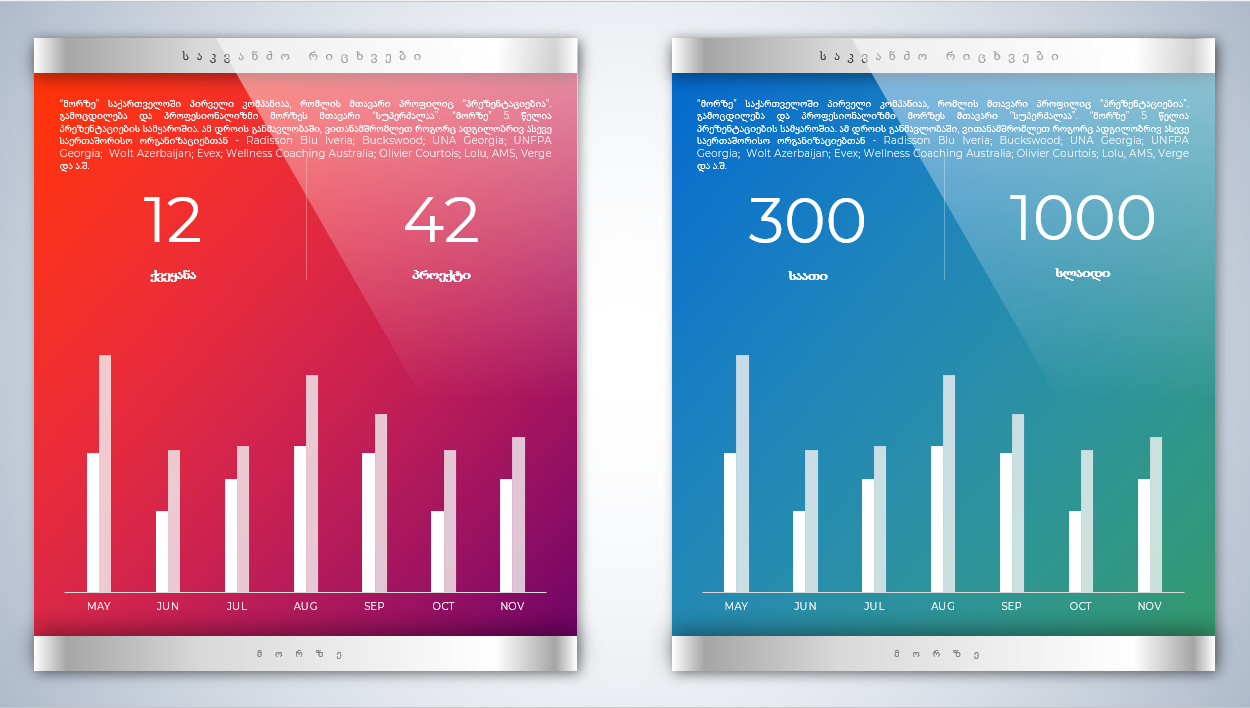 საკვანძო რიცხვები
“მორზე” საქართველოში პირველი კომპანიაა, რომლის მთავარი პროფილიც “პრეზენტაციებია”.
გამოცდილება და პროფესიონალიზმი მორზეს მთავარი “სუპერძალაა”. “მორზე” 5 წელია
პრეზენტაციების სამყაროშია. ამ დროის განმავლობაში, ვითანამშრომლეთ როგორც ადგილობრივ ასევე
საერთაშორისო ორგანიზაციებთან - Radisson Blu Iveria; Buckswood; UNA Georgia; UNFPA
Georgia; Wolt Azerbaijan; Evex; Wellness Coaching Australia; Olivier Courtois; Lolu, AMS, Verge
და ა.შ.
12
42
ქვეყანა
პროექტი
MAY JUN JUL AUG SEP OCT NOV
მორზე
საკვანძო რიცხვები
“მორზე” საქართველოში პირველი კომპანიაა, რომლის მთავარი პროფილიც “პრეზენტაციებია”.
გამოცდილება და პროფესიონალიზმი მორზეს მთავარი “სუპერძალაა”. “მორზე” 5 წელია
პრეზენტაციების სამყაროშია. ამ დროის განმავლობაში, ვითანამშრომლეთ როგორც ადგილობრივ ასევე
საერთაშორისო ორგანიზაციებთან - Radisson Blu Iveria; Buckswood; UNA Georgia; UNFPA
Georgia; Wolt Azerbaijan; Evex; Wellness Coaching Australia; Olivier Courtois; Lolu, AMS, Verge
და ა.შ.
300
1000
საათი
სლაიდი
MAY JUN JUL AUG SEP OCT NOV
მორზე